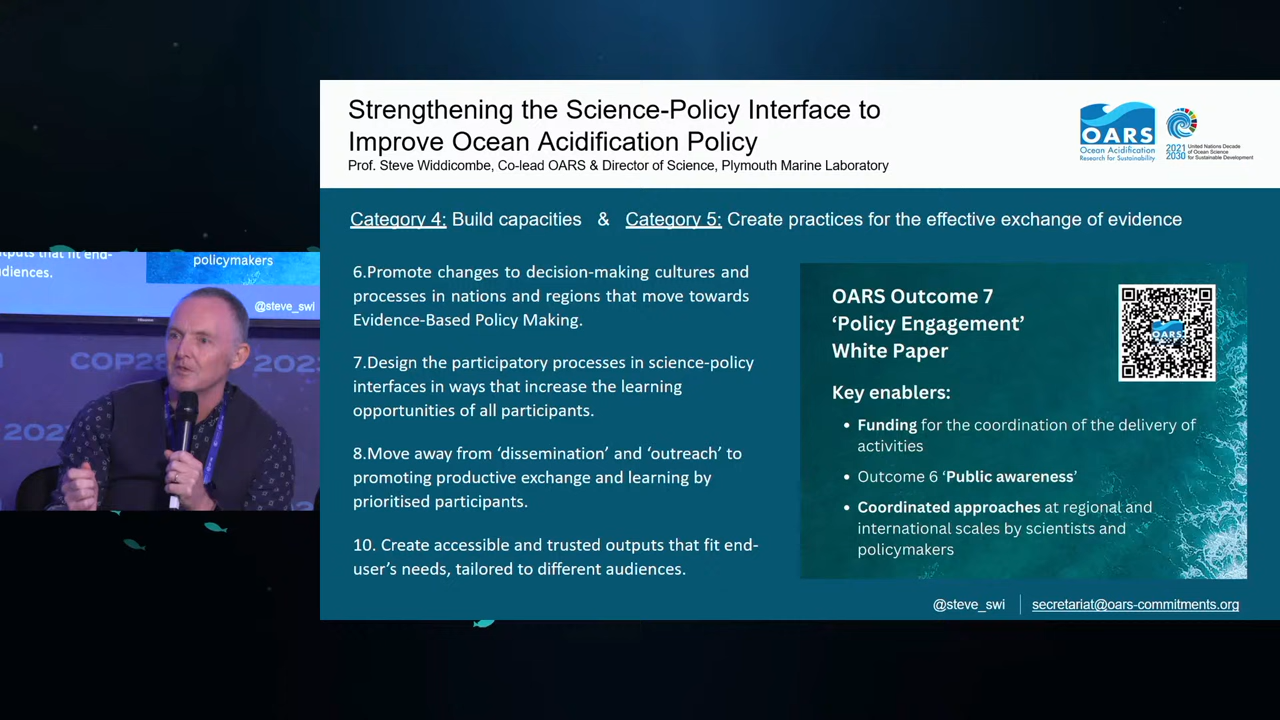 Strengthening the Science-Policy Interface to
Improve Ocean Acidification Policy
Prof. Steve Widdicombe, Co-lead OARS & Director of Science, Plymouth Marine Laboratory
OARS
Ocean Acidification
Research for Sustainability
2021
2030
United Nations Decade
of Ocean Science
for Sustainable Development
Category 4: Build capacities & Category 5: Create practices for the effective exchange of evidence
6.Promote changes to decision-making cultures and
processes in nations and regions that move towards
Evidence-Based Policy Making.
7.Design the participatory processes in science-policy
interfaces in ways that increase the learning
opportunities of all participants.
8.Move away from ‘dissemination’ and ‘outreach’ to
promoting productive exchange and learning by
prioritised participants.
10. Create accessible and trusted outputs that fit end-
user’s needs, tailored to different audiences.
OARS Outcome 7
‘Policy Engagement’
White Paper
OARS
Key enablers:
• Funding for the coordination of the delivery of
activities
• Outcome 6 ‘Public awareness’
• Coordinated approaches at regional and
international scales by scientists and
policymakers
@steve_swi
secretariat@oars-commitments.org
that fit end-
policymakers
@steve_swi
COP28